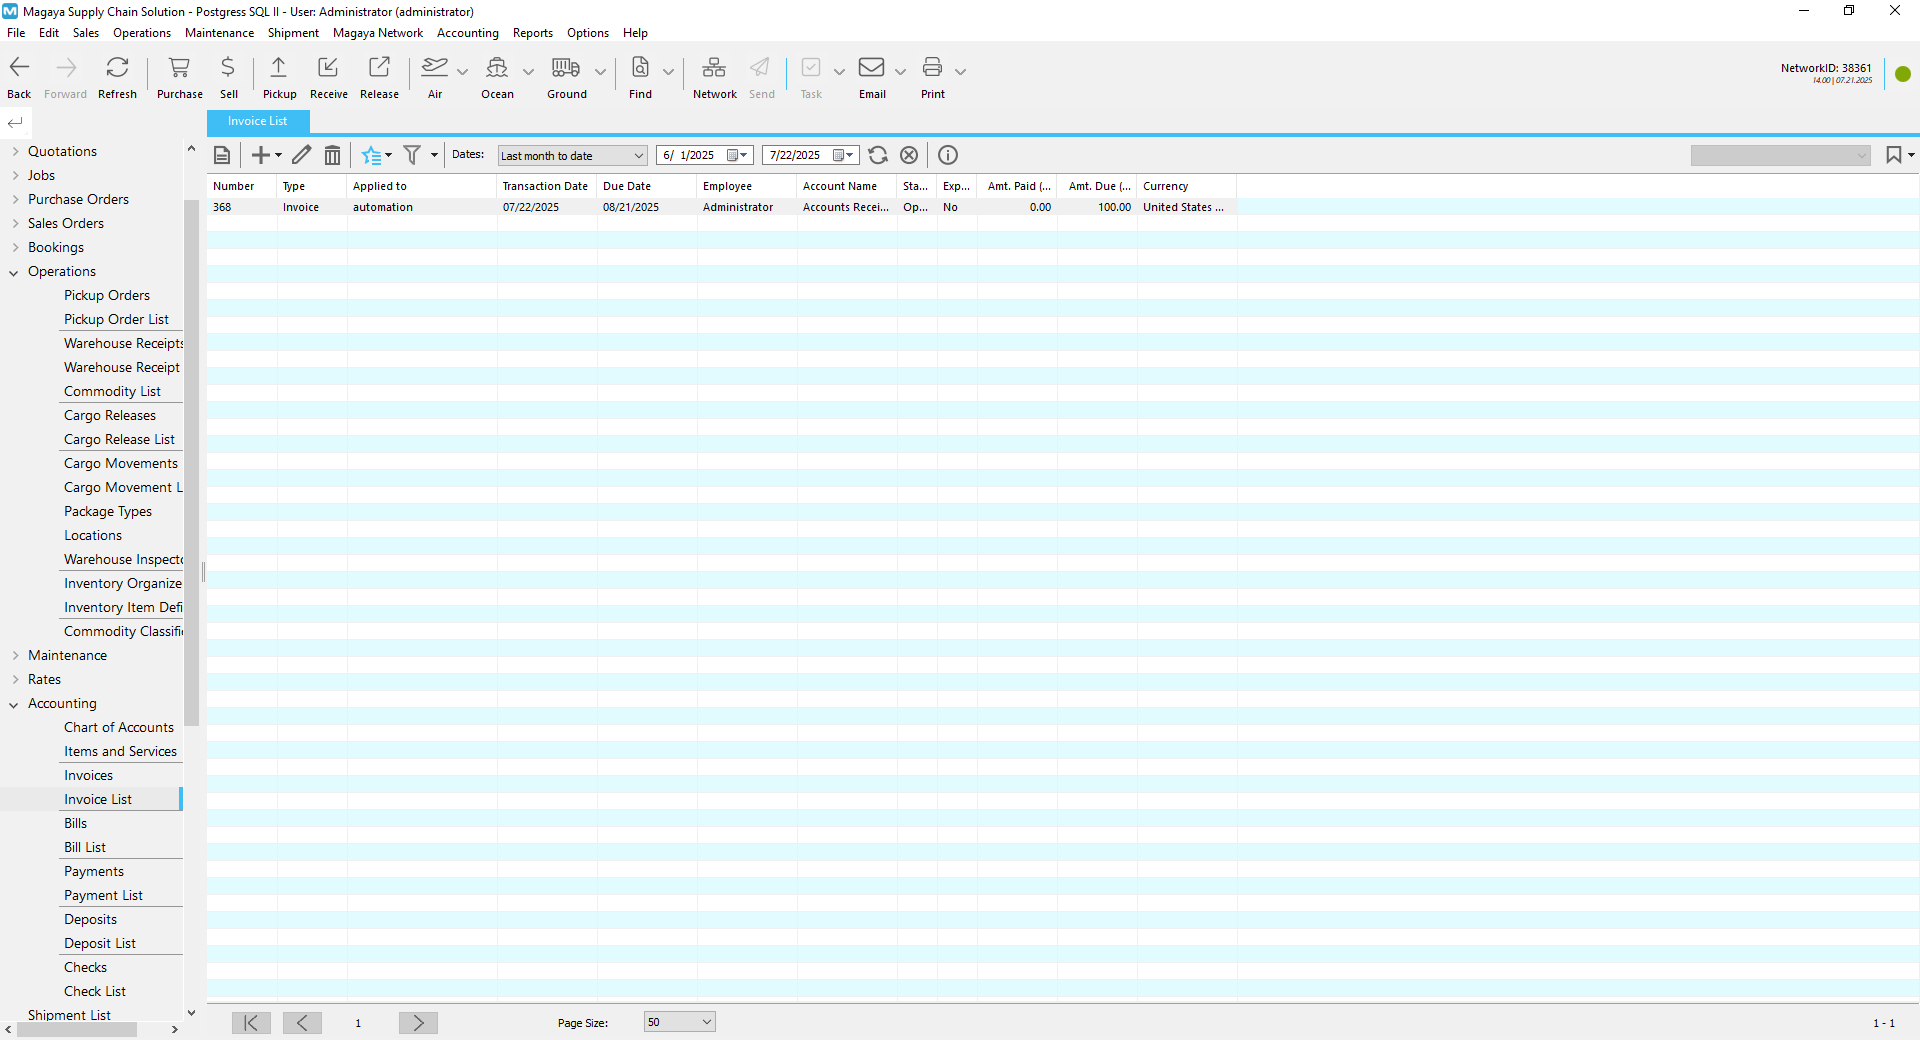 Magaya Supply Chain Solution - Postgress SQL II - User: Administrator (administrator)
File Edit Sales Operations Maintenance Shipment Magaya Network Accounting Reports Options Help
Back Forward Refresh Purchase Sell Pickup Receive Release Air Ocean Ground Find Network Send Task Email Print
NetworkID: 38361
14.00 | 07.21.2025
Invoice List
Dates: Last month to date 6/ 1/2025 7/22/2025
Number Type Applied to Transaction Date Due Date Employee Account Name Sta... Exp... Amt. Paid (... Amt. Due (... Currency
368 Invoice automation 07/22/2025 08/21/2025 Administrator Accounts Recei... Op... No 0.00 100.00 United States ...
Quotations
Jobs
Purchase Orders
Sales Orders
Bookings
Operations
Pickup Orders
Pickup Order List
Warehouse Receipts
Warehouse Receipt
Commodity List
Cargo Releases
Cargo Release List
Cargo Movements
Cargo Movement L
Package Types
Locations
Warehouse Inspecto
Inventory Organize
Inventory Item Defi
Commodity Classifi
Maintenance
Rates
Accounting
Chart of Accounts
Items and Services
Invoices
Invoice List
Bills
Bill List
Payments
Payment List
Deposits
Deposit List
Checks
Check List
Shipment List
1 Page Size: 50 1 - 1